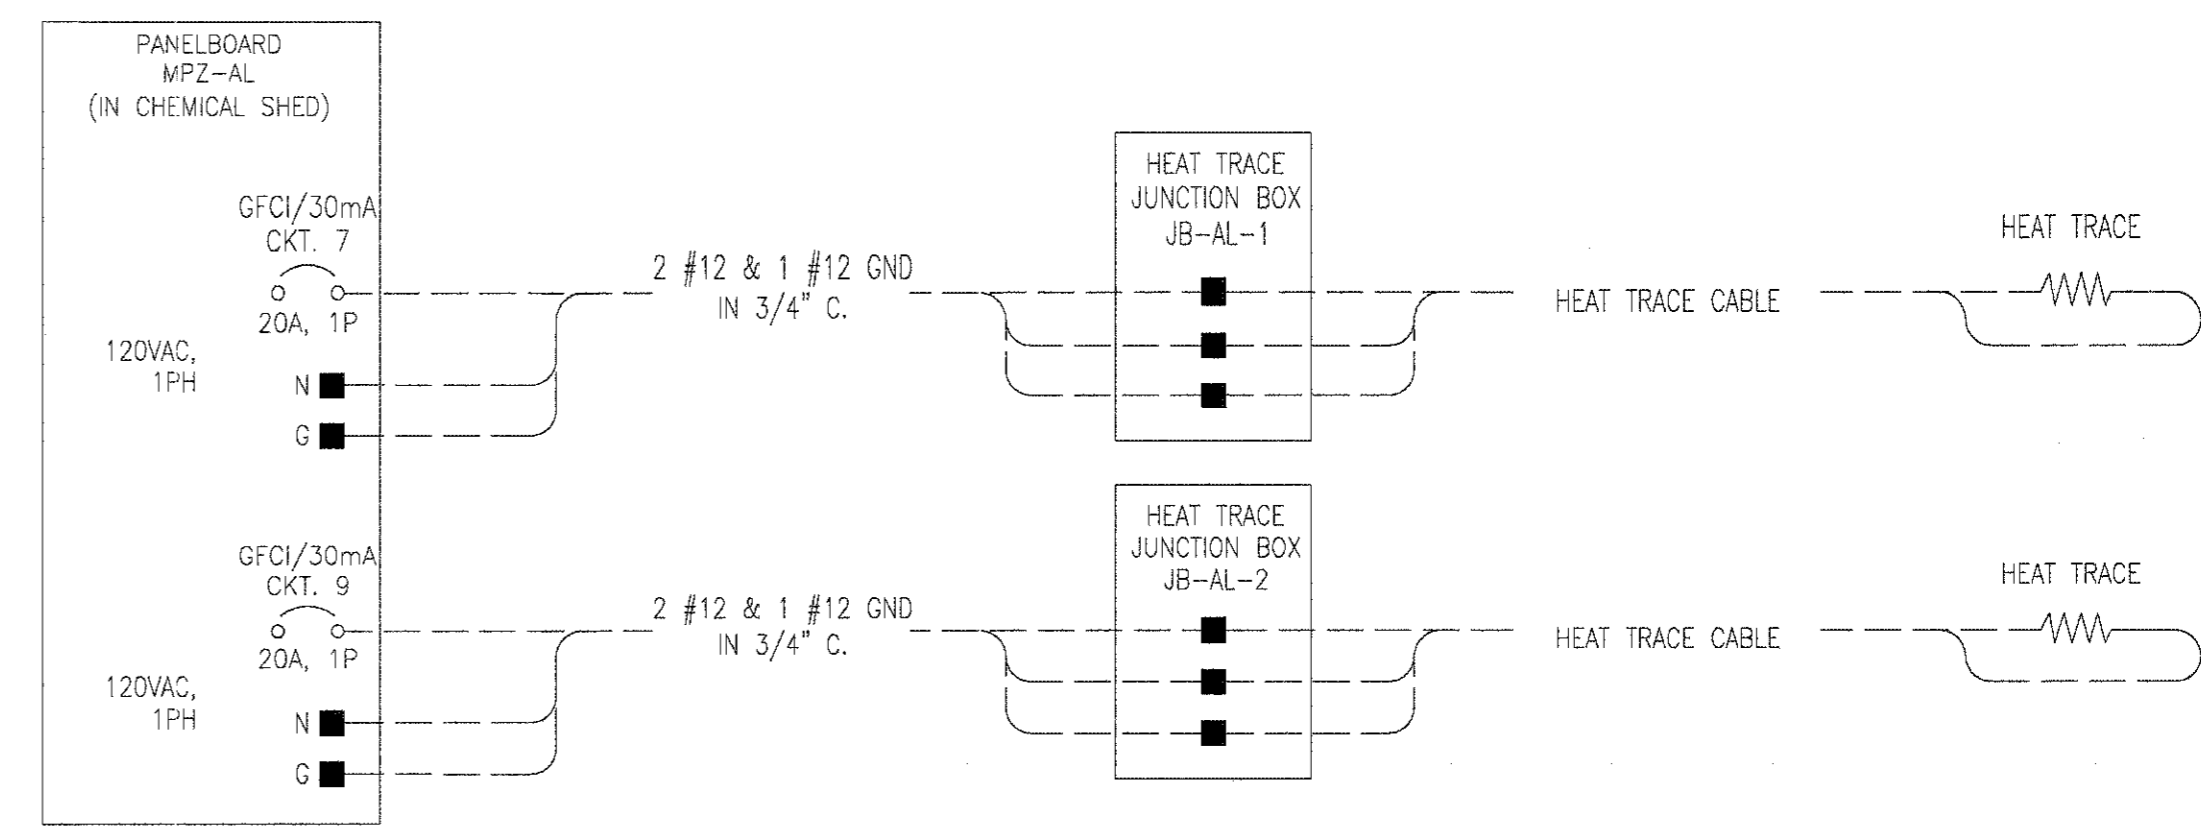 PANELBOARD
MPZ-AL
(IN CHEMICAL SHED)
GFCI/30mA
CKT. 7
20A, 1P
120VAC,
1PH
N
G
2 #12 & 1 #12 GND
IN 3/4" C.
HEAT TRACE
JUNCTION BOX
JB-AL-1
HEAT TRACE CABLE
HEAT TRACE
GFCI/30mA
CKT. 9
20A, 1P
120VAC,
1PH
N
G
2 #12 & 1 #12 GND
IN 3/4" C.
HEAT TRACE
JUNCTION BOX
JB-AL-2
HEAT TRACE CABLE
HEAT TRACE